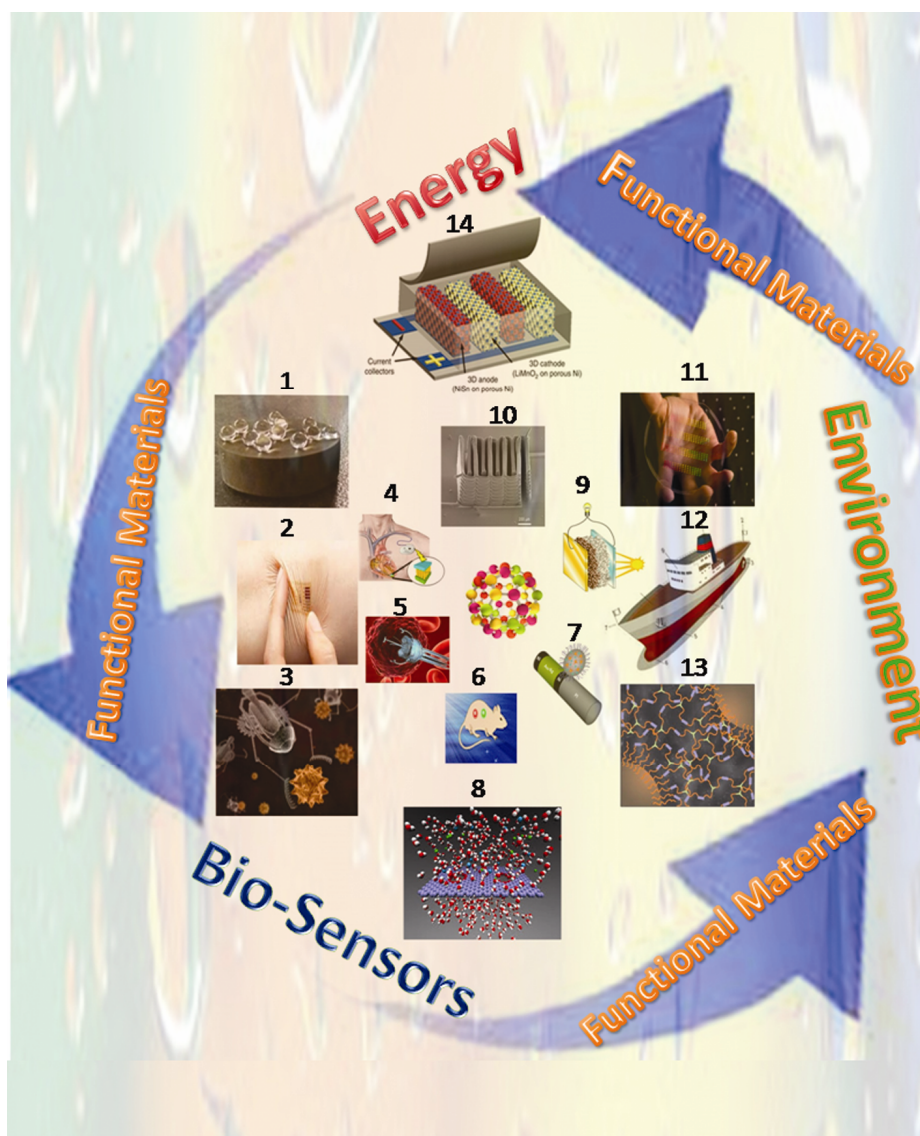 Energy
Functional Materials
14
Current
collectors
3D anode
(NiSn on porous Ni)
3D cathode
(LiMnO₂ on porous Ni)
1
10
11
4
9
2
12
5
7
3
6
13
8
Functional Materials
Environment
Bio-Sensors
Functional Materials